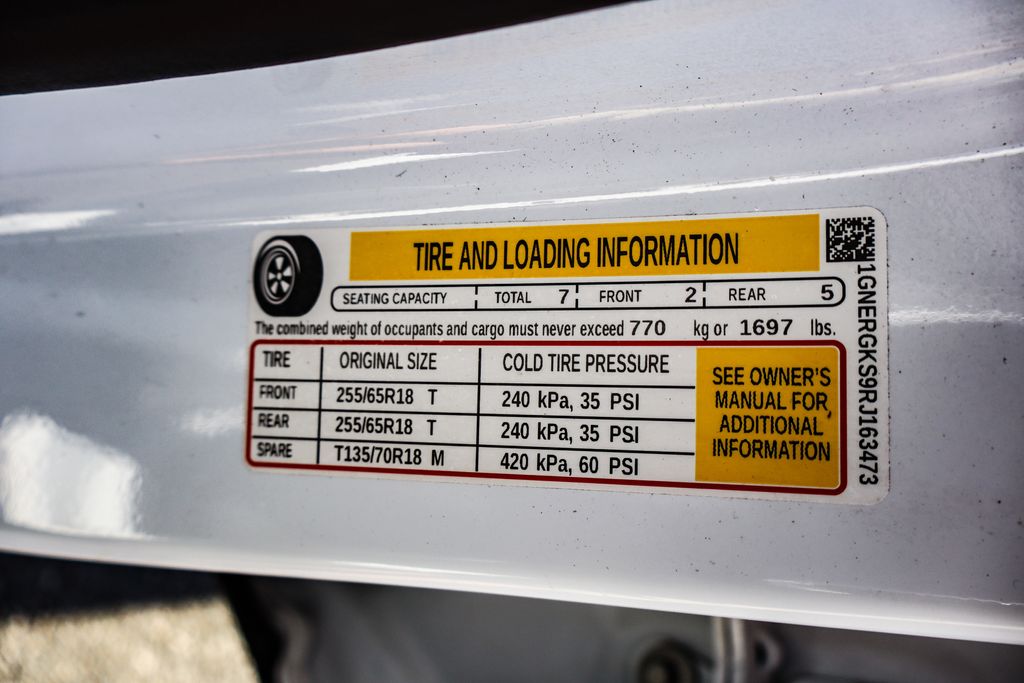 TIRE AND LOADING INFORMATION
SEATING CAPACITY TOTAL 7 FRONT 2 REAR 5
The combined weight of occupants and cargo must never exceed 770 kg or 1697 lbs.
TIRE ORIGINAL SIZE COLD TIRE PRESSURE
FRONT 255/65R18 T 240 kPa, 35 PSI
REAR 255/65R18 T 240 kPa, 35 PSI
SPARE T135/70R18 M 420 kPa, 60 PSI
SEE OWNER'S
MANUAL FOR
ADDITIONAL
INFORMATION
1GNERGKS9RJ163473